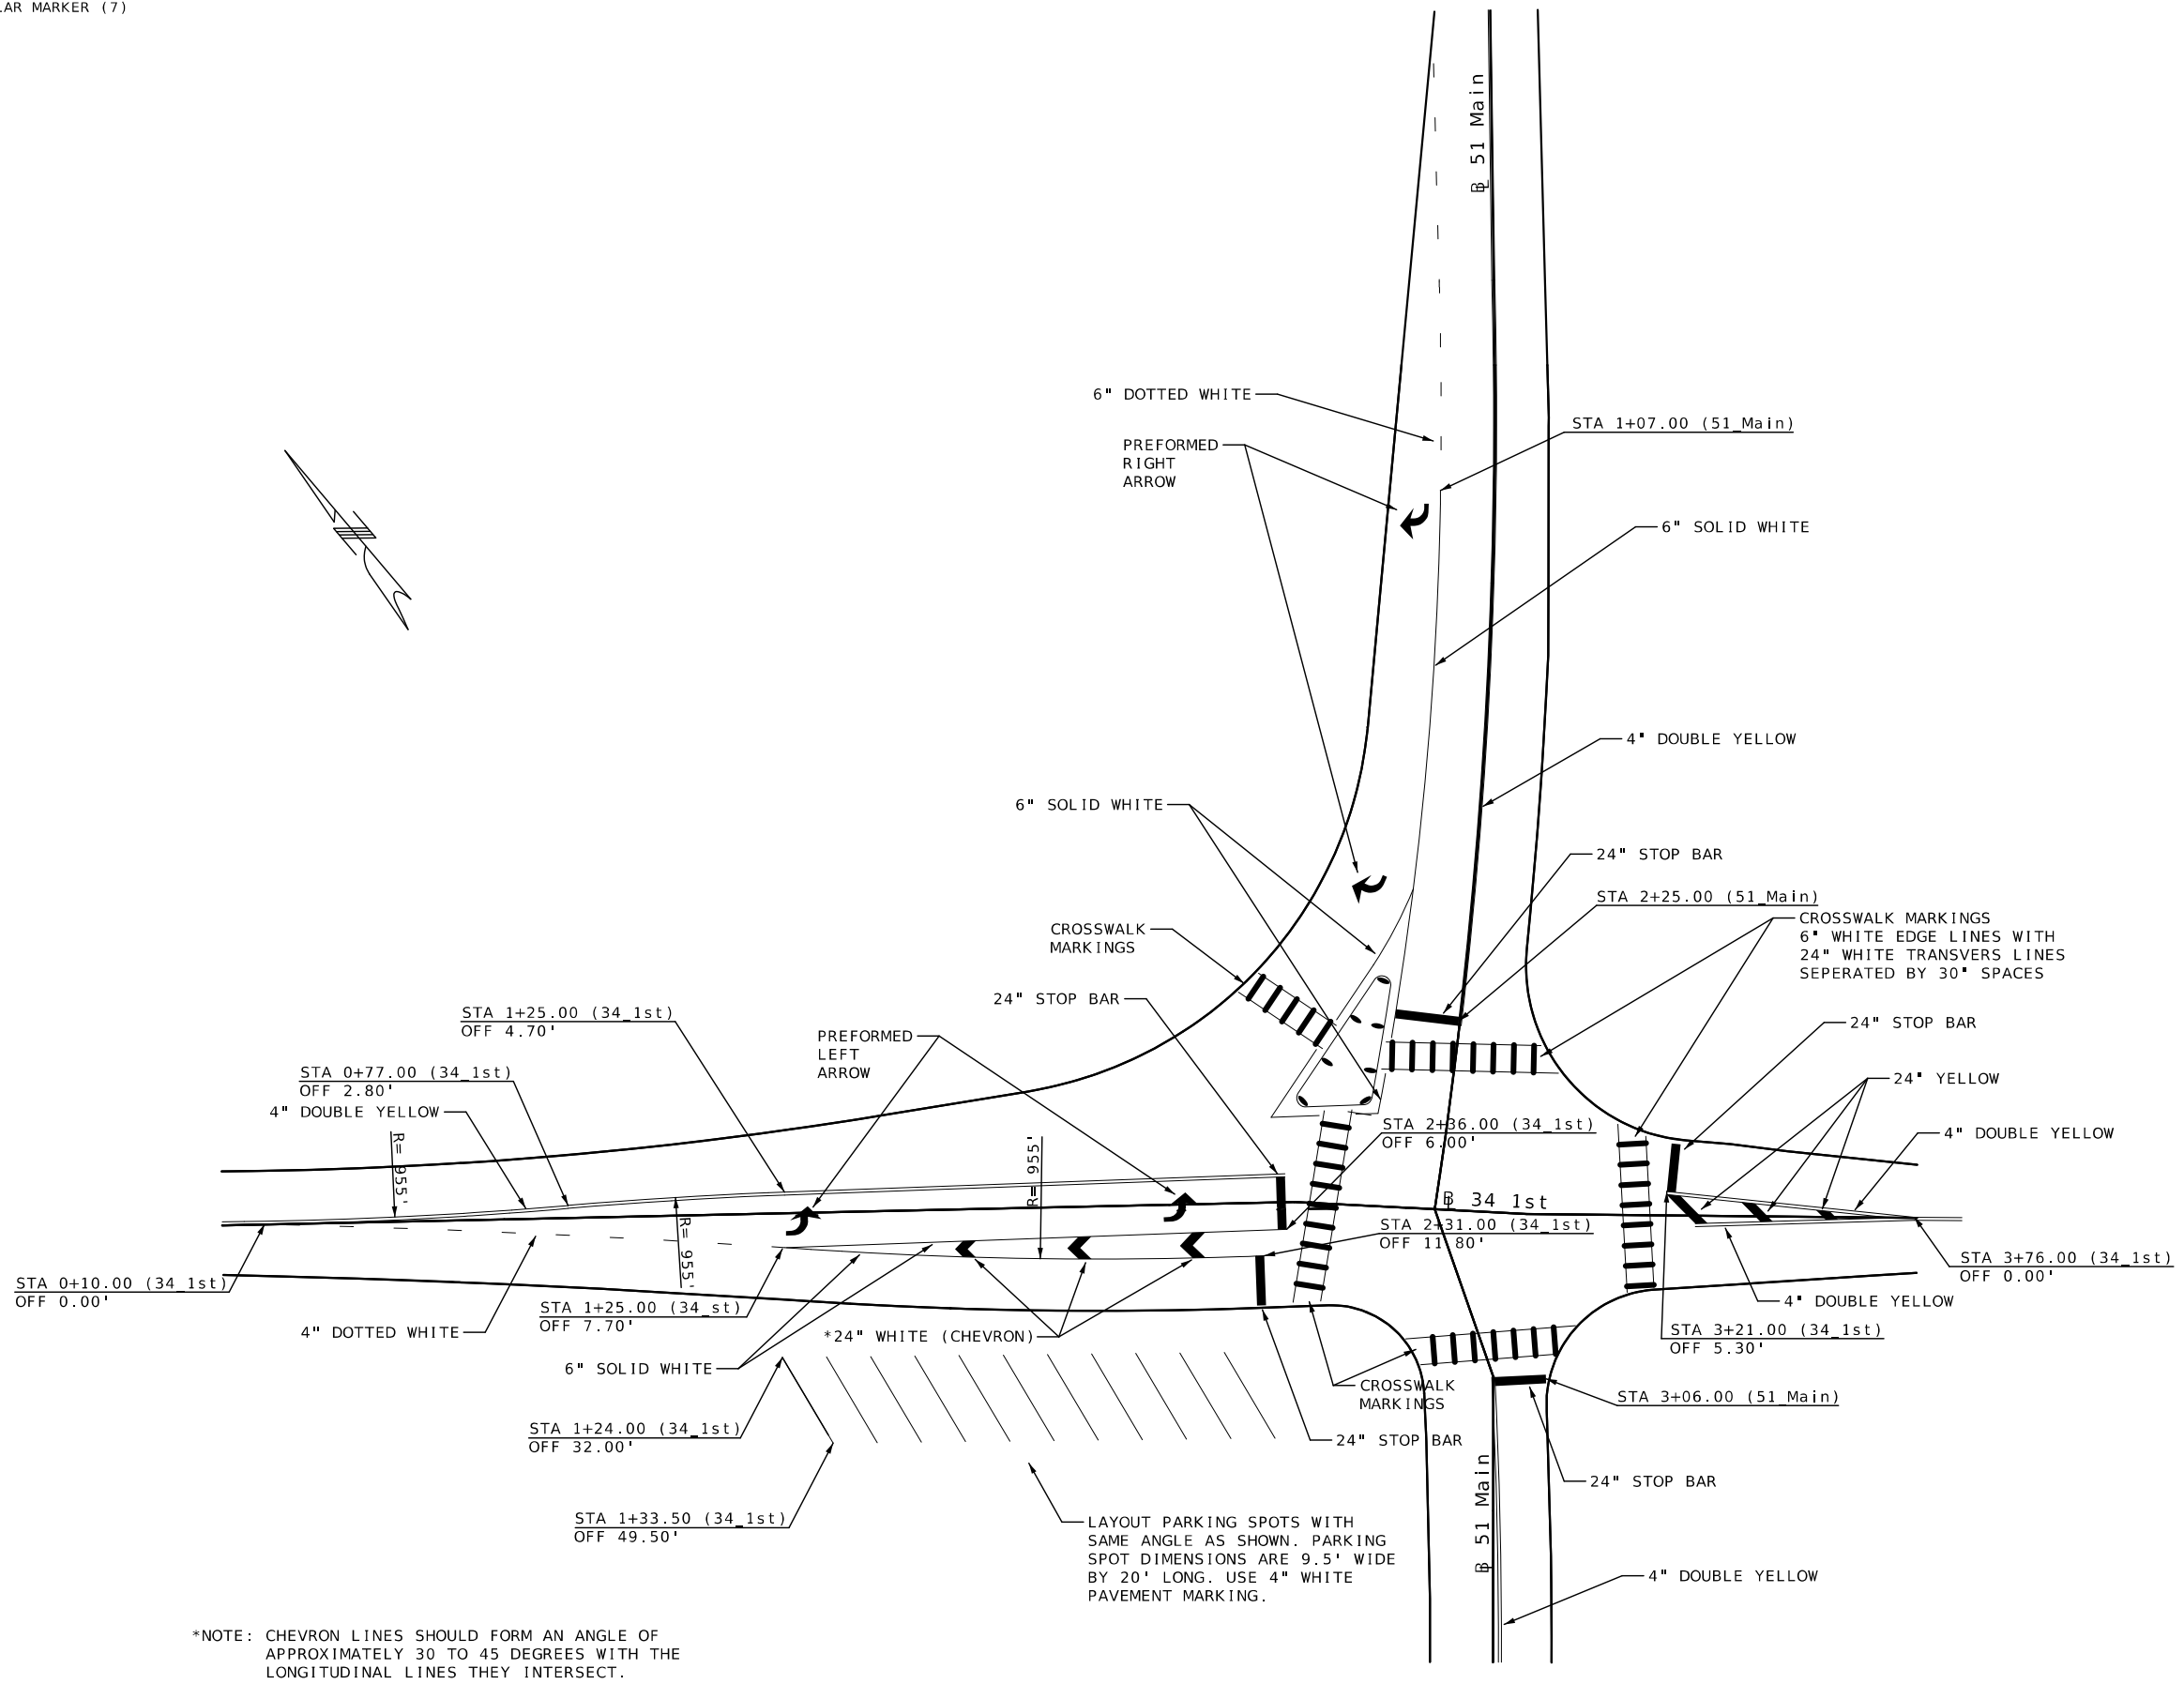 MARKER (7)
51 Main
6" DOTTED WHITE
STA 1+07.00 (51_Main)
PREFORMED
RIGHT
ARROW
6" SOLID WHITE
4" DOUBLE YELLOW
6" SOLID WHITE
24" STOP BAR
STA 2+25.00 (51_Main)
CROSSWALK MARKINGS
6" WHITE EDGE LINES WITH
24" WHITE TRANSVERS LINES
SEPERATED BY 30" SPACES
CROSSWALK
MARKINGS
24" STOP BAR
STA 1+25.00 (34_1st)
OFF 4.70'
24" STOP BAR
PREFORMED
LEFT
ARROW
STA 0+77.00 (34_1st)
OFF 2.80'
24" YELLOW
4" DOUBLE YELLOW
STA 2+36.00 (34_1st)
OFF 6.00'
4" DOUBLE YELLOW
R= 955'
R= 955'
R= 955'
34 1st
STA 2+31.00 (34_1st)
OFF 11.80'
STA 3+76.00 (34_1st)
OFF 0.00'
STA 0+10.00 (34_1st)
OFF 0.00'
STA 1+25.00 (34_st)
OFF 7.70'
4" DOUBLE YELLOW
4" DOTTED WHITE
*24" WHITE (CHEVRON)
STA 3+21.00 (34_1st)
OFF 5.30'
6" SOLID WHITE
CROSSWALK
MARKINGS
STA 3+06.00 (51_Main)
STA 1+24.00 (34_1st)
OFF 32.00'
24" STOP BAR
24" STOP BAR
51 Main
STA 1+33.50 (34_1st)
OFF 49.50'
LAYOUT PARKING SPOTS WITH
SAME ANGLE AS SHOWN. PARKING
SPOT DIMENSIONS ARE 9.5' WIDE
BY 20' LONG. USE 4" WHITE
PAVEMENT MARKING.
4" DOUBLE YELLOW
*NOTE: CHEVRON LINES SHOULD FORM AN ANGLE OF
APPROXIMATELY 30 TO 45 DEGREES WITH THE
LONGITUDINAL LINES THEY INTERSECT.